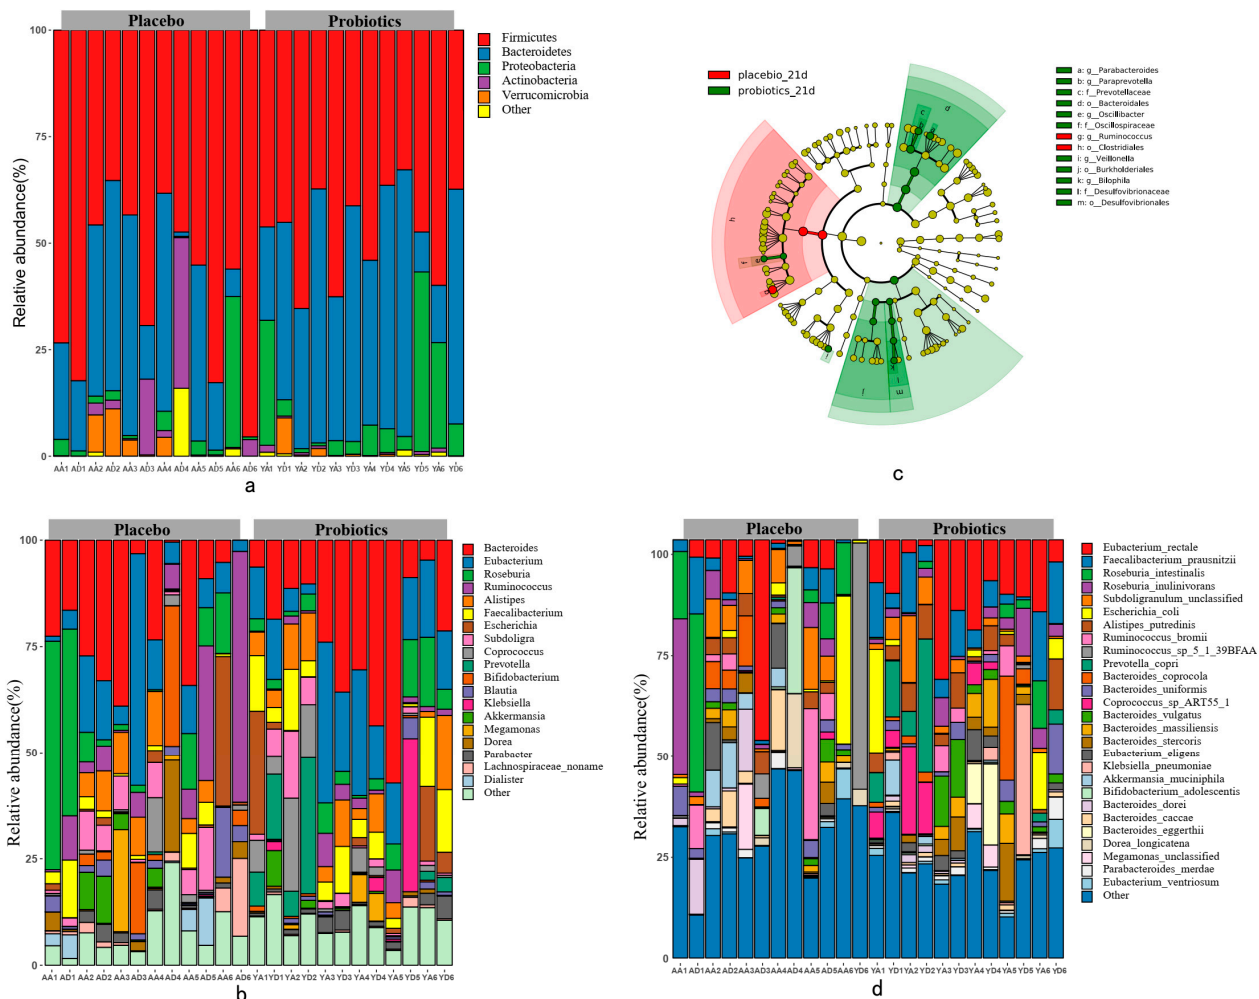 Placebo
Probiotics
100
75
50
25
0
Relative abundance(%)
AA1 AD1 AA2 AD2 AA3 AD3 AA4 AD4 AA5 AD5 AA6 AD6 YA1 YD1 YA2 YD2 YA3 YD3 YA4 YD4 YA5 YD5 YA6 YD6
Firmicutes
Bacteroidetes
Proteobacteria
Actinobacteria
Verrucomicrobia
Other
a
placebio_21d
probiotics_21d
a: g__Parabacteroides
b: g__Paraprevotella
c: f__Prevotellaceae
d: o__Bacteroidales
e: g__Oscillibacter
f: f__Oscillospiraceae
g: g__Ruminococcus
h: o__Clostridiales
i: g__Veillonella
j: o__Burkholderiales
k: g__Bilophila
l: f__Desulfovibrionaceae
m: o__Desulfovibrionales
c
d
h
f
e
g
i
j
k
l
m
c
Placebo
Probiotics
100
75
50
25
0
Relative abundance(%)
AA1 AD1 AA2 AD2 AA3 AD3 AA4 AD4 AA5 AD5 AA6 AD6 YA1 YD1 YA2 YD2 YA3 YD3 YA4 YD4 YA5 YD5 YA6 YD6
Bacteroides
Eubacterium
Roseburia
Ruminococcus
Alistipes
Faecalibacterium
Escherichia
Subdoligra
Coprococcus
Prevotella
Bifidobacterium
Blautia
Klebsiella
Akkermansia
Megamonas
Dorea
Parabacter
Lachnospiraceae_noname
Dialister
Other
b
Placebo
Probiotics
100
75
50
25
0
Relative abundance(%)
AA1 AD1 AA2 AD2 AA3 AD3 AA4 AD4 AA5 AD5 AA6 YD6 YA1 YD1 YA2 YD2 YA3 YD3 YA4 YD4 YA5 YD5 YA6 YD6
Eubacterium_rectale
Faecalibacterium_prausnitzii
Roseburia_intestinalis
Roseburia_inulinivorans
Subdoligranulum_unclassified
Escherichia_coli
Alistipes_putredinis
Ruminococcus_bromii
Ruminococcus_sp_5_1_39BFAA
Prevotella_copri
Bacteroides_coprocola
Bacteroides_uniformis
Coprococcus_sp_ART55_1
Bacteroides_vulgatus
Bacteroides_massiliensis
Bacteroides_stercoris
Eubacterium_eligens
Klebsiella_pneumoniae
Akkermansia_muciniphila
Bifidobacterium_adolescentis
Bacteroides_dorei
Bacteroides_caccae
Bacteroides_eggerthii
Dorea_longicatena
Megamonas_unclassified
Parabacteroides_merdae
Eubacterium_ventriosum
Other
d